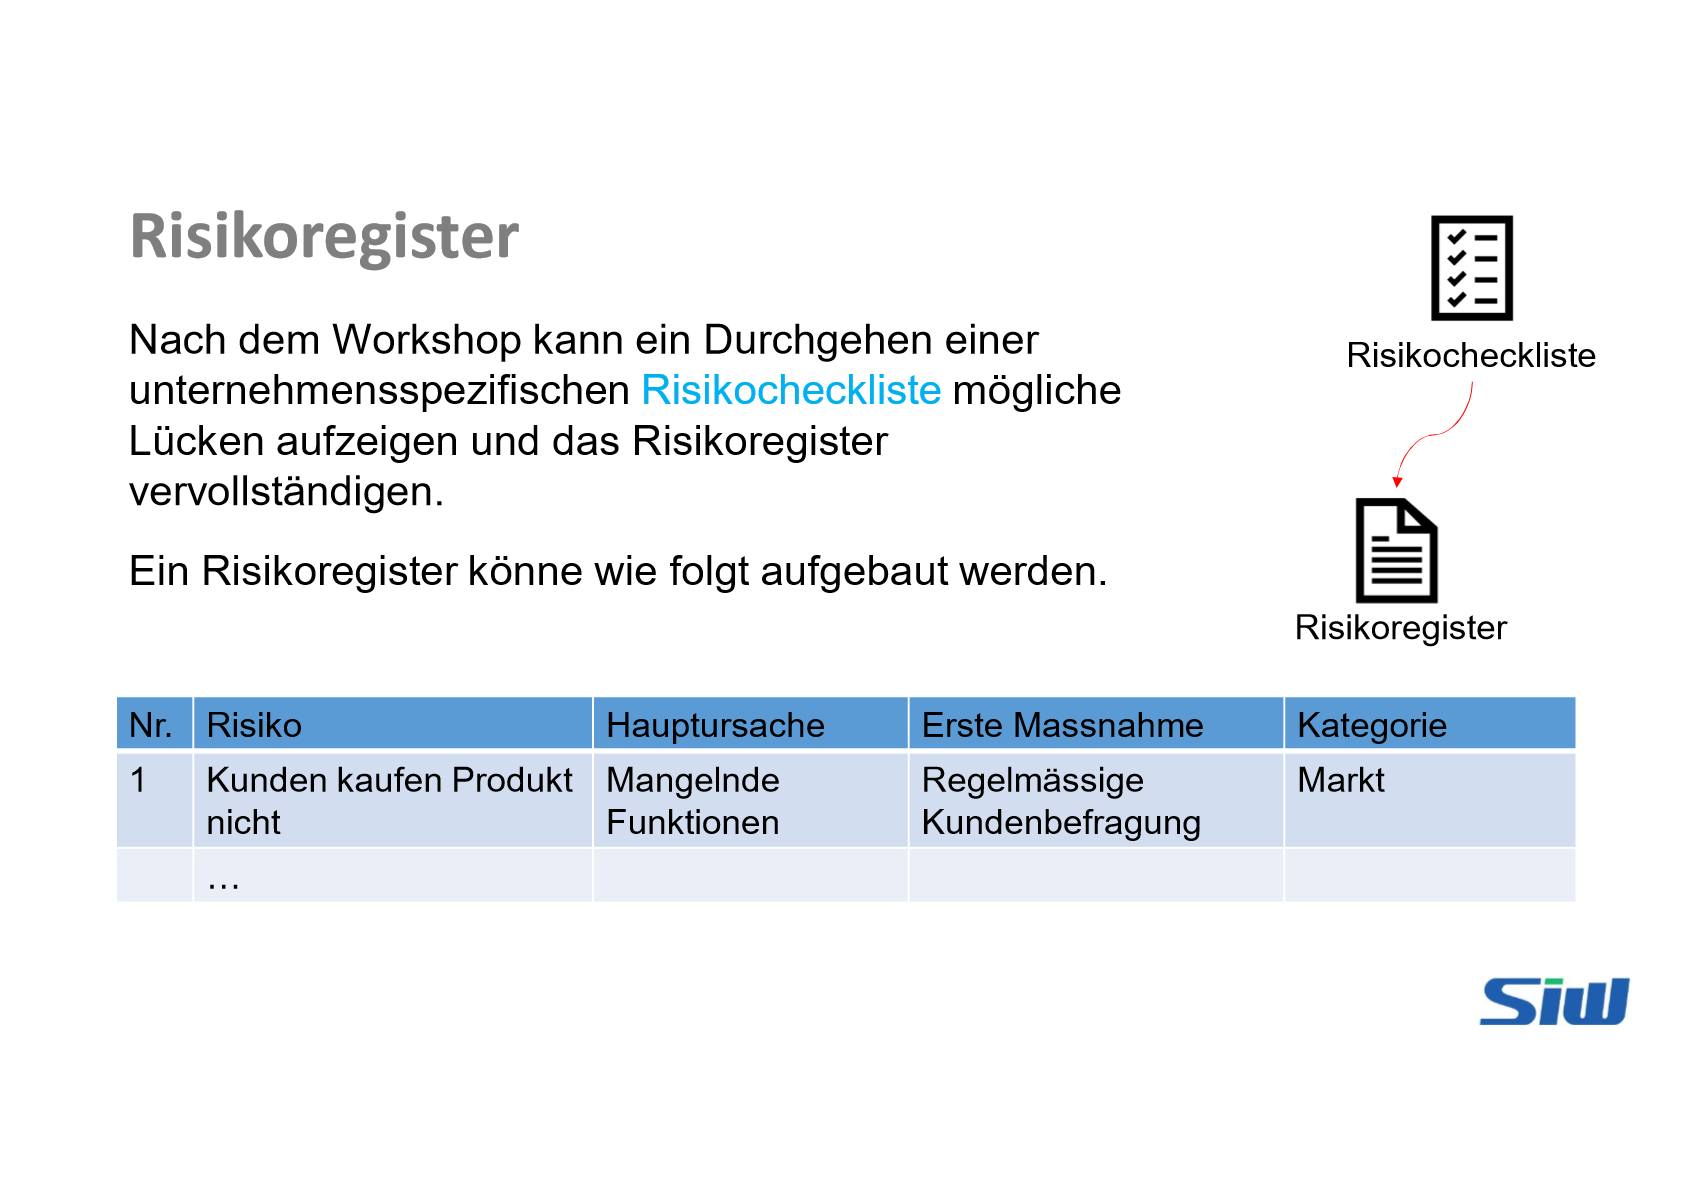 Risikoregister
Nach dem Workshop kann ein Durchgehen einer
unternehmensspezifischen Risikocheckliste mögliche
Lücken aufzeigen und das Risikoregister
vervollständigen.
Ein Risikoregister könne wie folgt aufgebaut werden.
Risikocheckliste
Risikoregister
Nr. Risiko Hauptursache Erste Massnahme Kategorie
1 Kunden kaufen Produkt Mangelnde Regelmässige Markt
nicht Funktionen Kundenbefragung
…
Siw